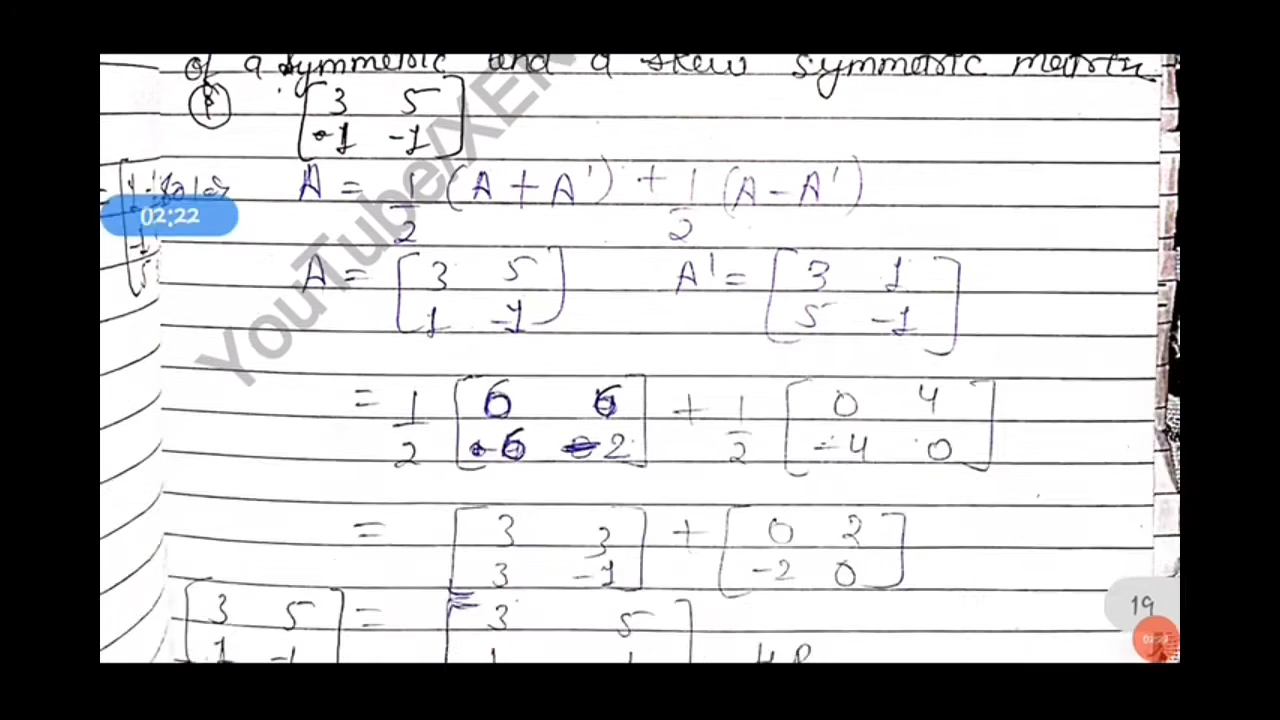 of a symmetric and a skew symmetric matrix
[3 5
-1 -1]
A = 1/2 (A + A') + 1/2 (A - A')
02:22
A = [3 5
1 -1] A' = [3 1
5 -1]
= 1/2 [6 6
6 -2] + 1/2 [0 4
-4 0]
= [3 3
3 -1] + [0 2
-2 0]
[3 5 = [3 5
19
YouTube/XEN